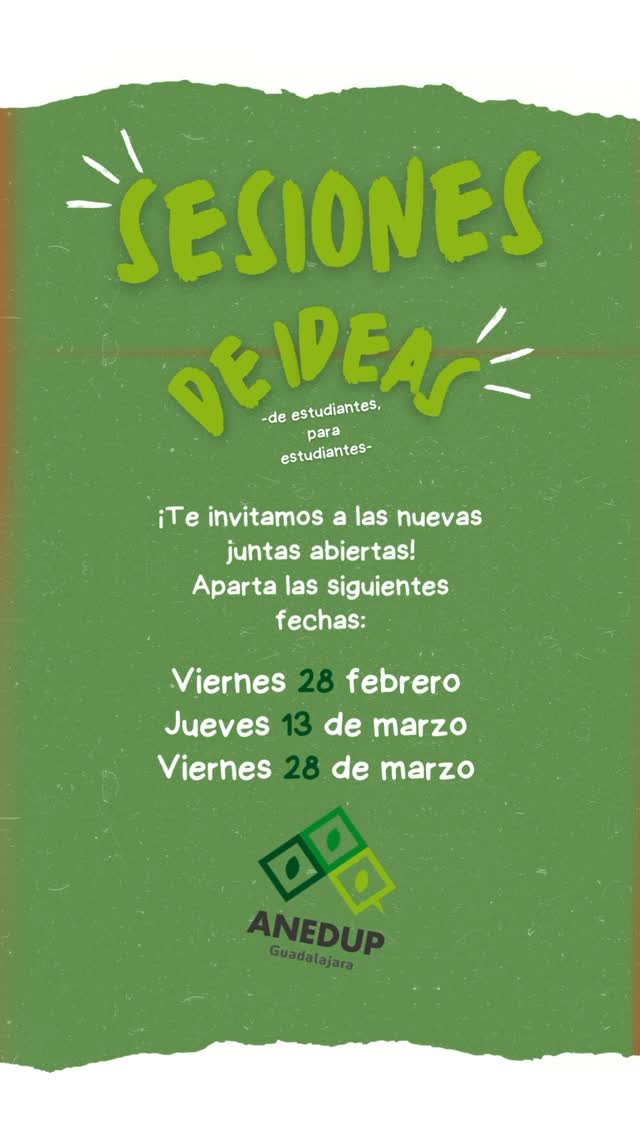 SESIONES
DE IDEAS
-de estudiantes,
para
estudiantes-
¡Te invitamos a las nuevas
juntas abiertas!
Aparta las siguientes
fechas:
Viernes 28 febrero
Jueves 13 de marzo
Viernes 28 de marzo
ANEDUP
Guadalajara